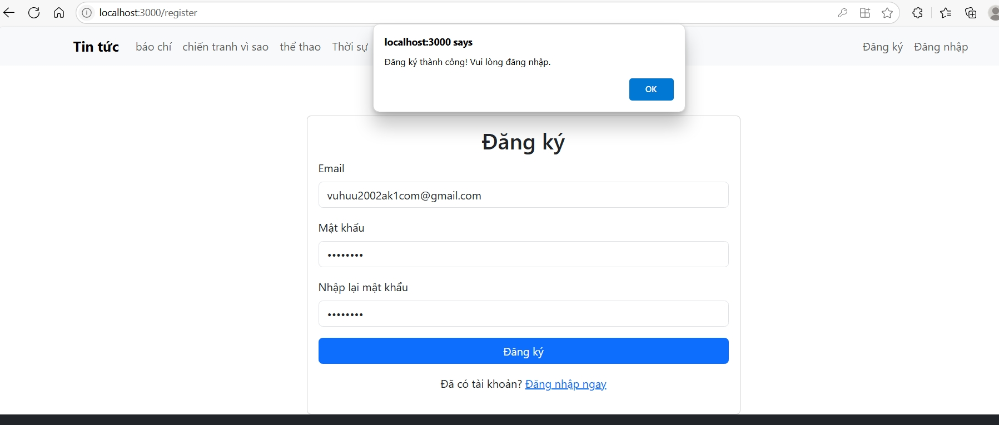 localhost:3000/register
Tin tức báo chí chiến tranh vì sao thể thao Thời sự Đăng ký Đăng nhập
localhost:3000 says
Đăng ký thành công! Vui lòng đăng nhập.
OK
Đăng ký
Email
vuhuu2002ak1com@gmail.com
Mật khẩu
••••••••
Nhập lại mật khẩu
••••••••
Đăng ký
Đã có tài khoản? Đăng nhập ngay